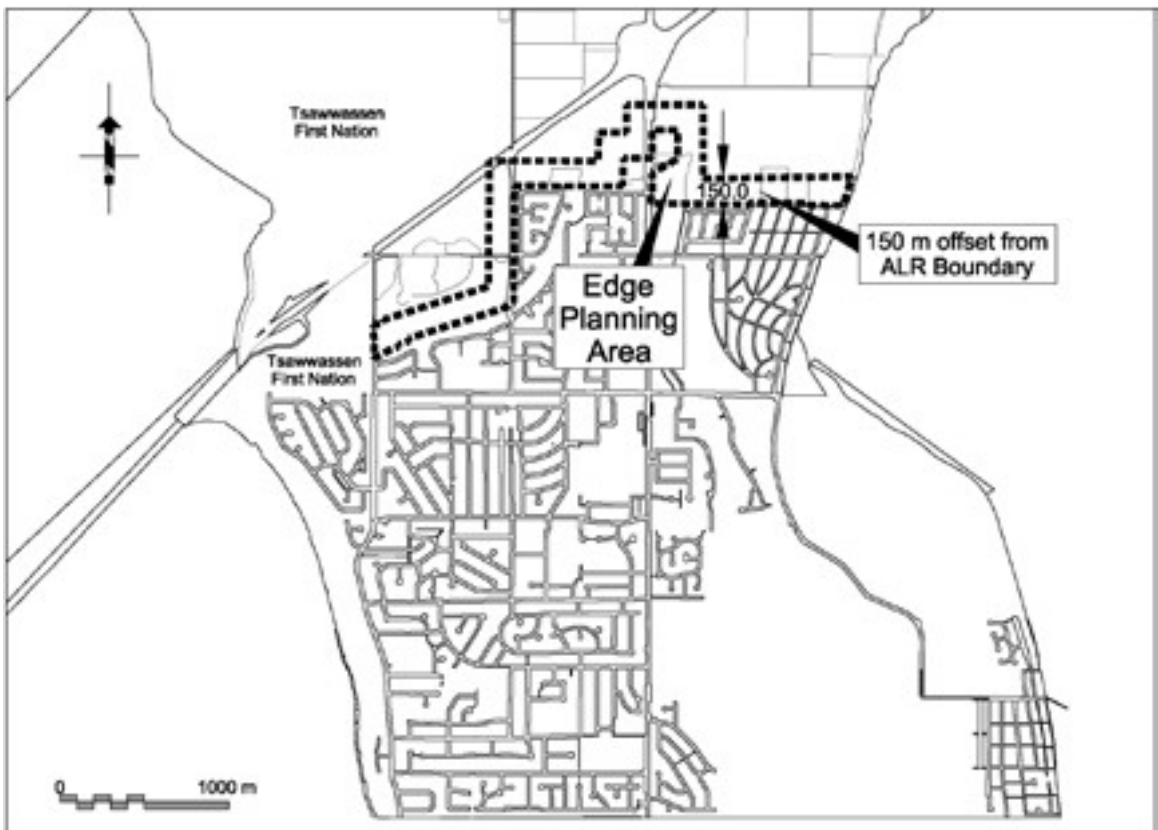 Tsawwassen
First Nation
150.0
150 m offset from
ALR Boundary
Edge
Planning
Area
Tsawwassen
First Nation
0 1000 m